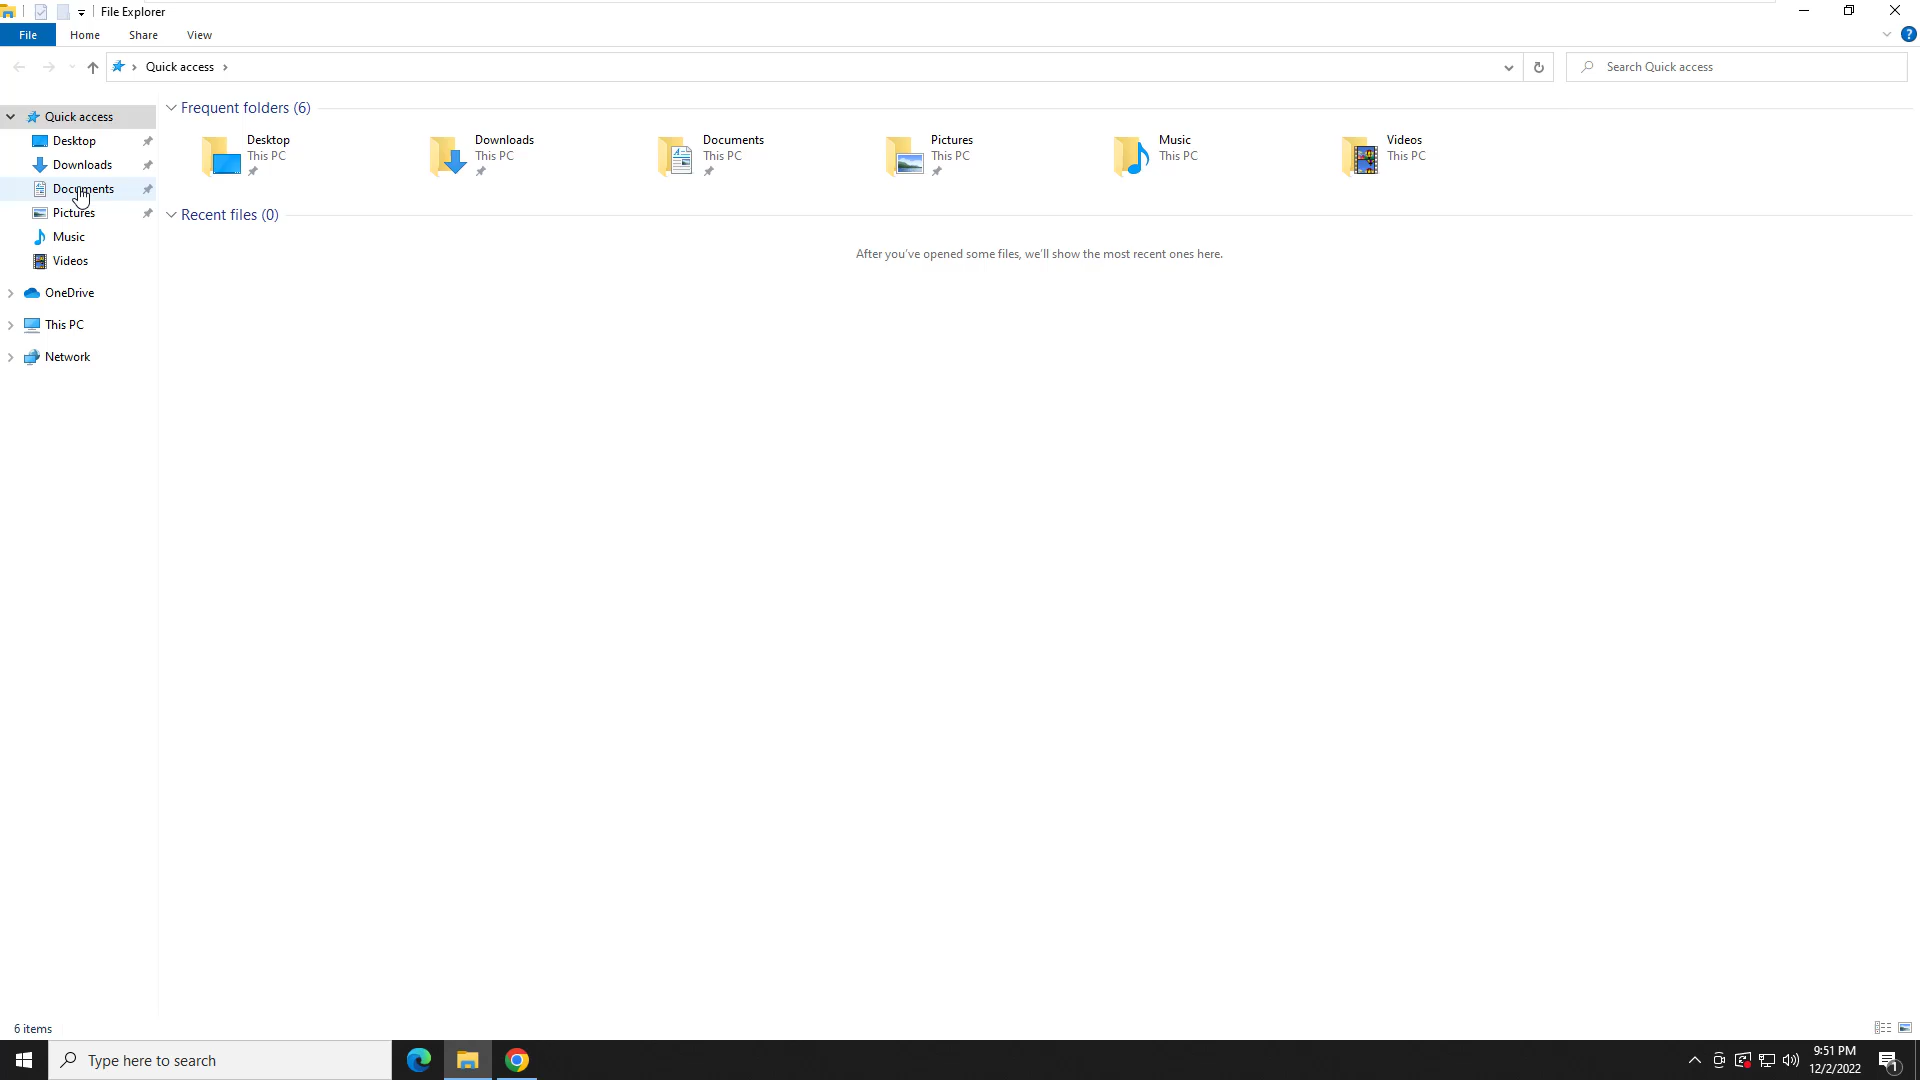 File Explorer
File Home Share View
?
Quick access
Search Quick access
Quick access
Desktop
Downloads
Documents
Pictures
Music
Videos
OneDrive
This PC
Network
Frequent folders (6)
Desktop
This PC
Downloads
This PC
Documents
This PC
Pictures
This PC
Music
This PC
Videos
This PC
Recent files (0)
After you've opened some files, we'll show the most recent ones here.
6 items
Type here to search
9:51 PM
12/2/2022
1